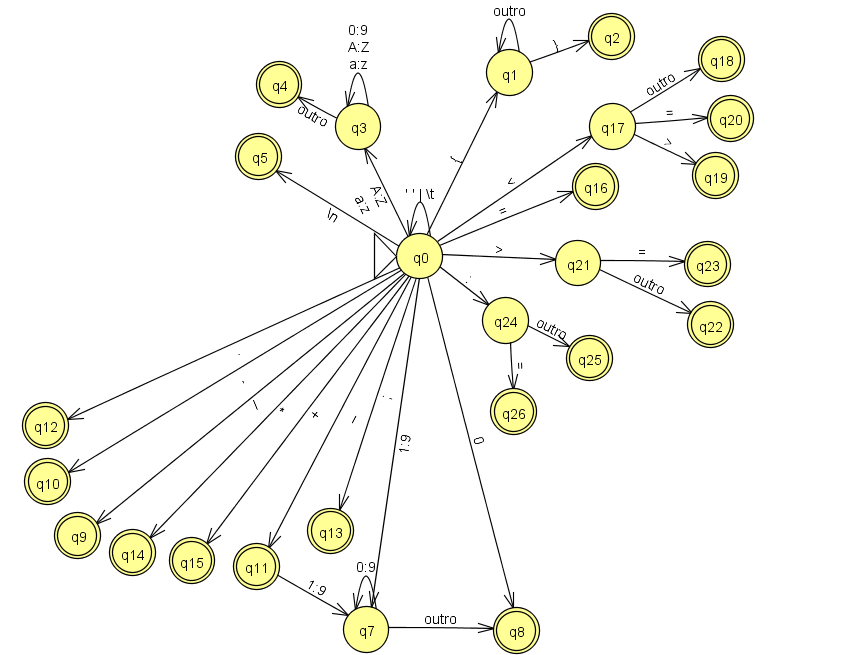 outro
0:9
A:Z
a:z
q2
}
q18
q1
q4
outro
outro
q3
q17
=
q20
>
q5
A:Z
a:z
{
<
q19
' ' | \t
=
q16
\n
q0
>
q21
=
q23
:
outro
q24
outro
q22
q25
=
.
,
/
*
+
-
;
1:9
0
q26
q12
q10
q9
q14
q15
q11
q13
1:9
0:9
q7
outro
q8